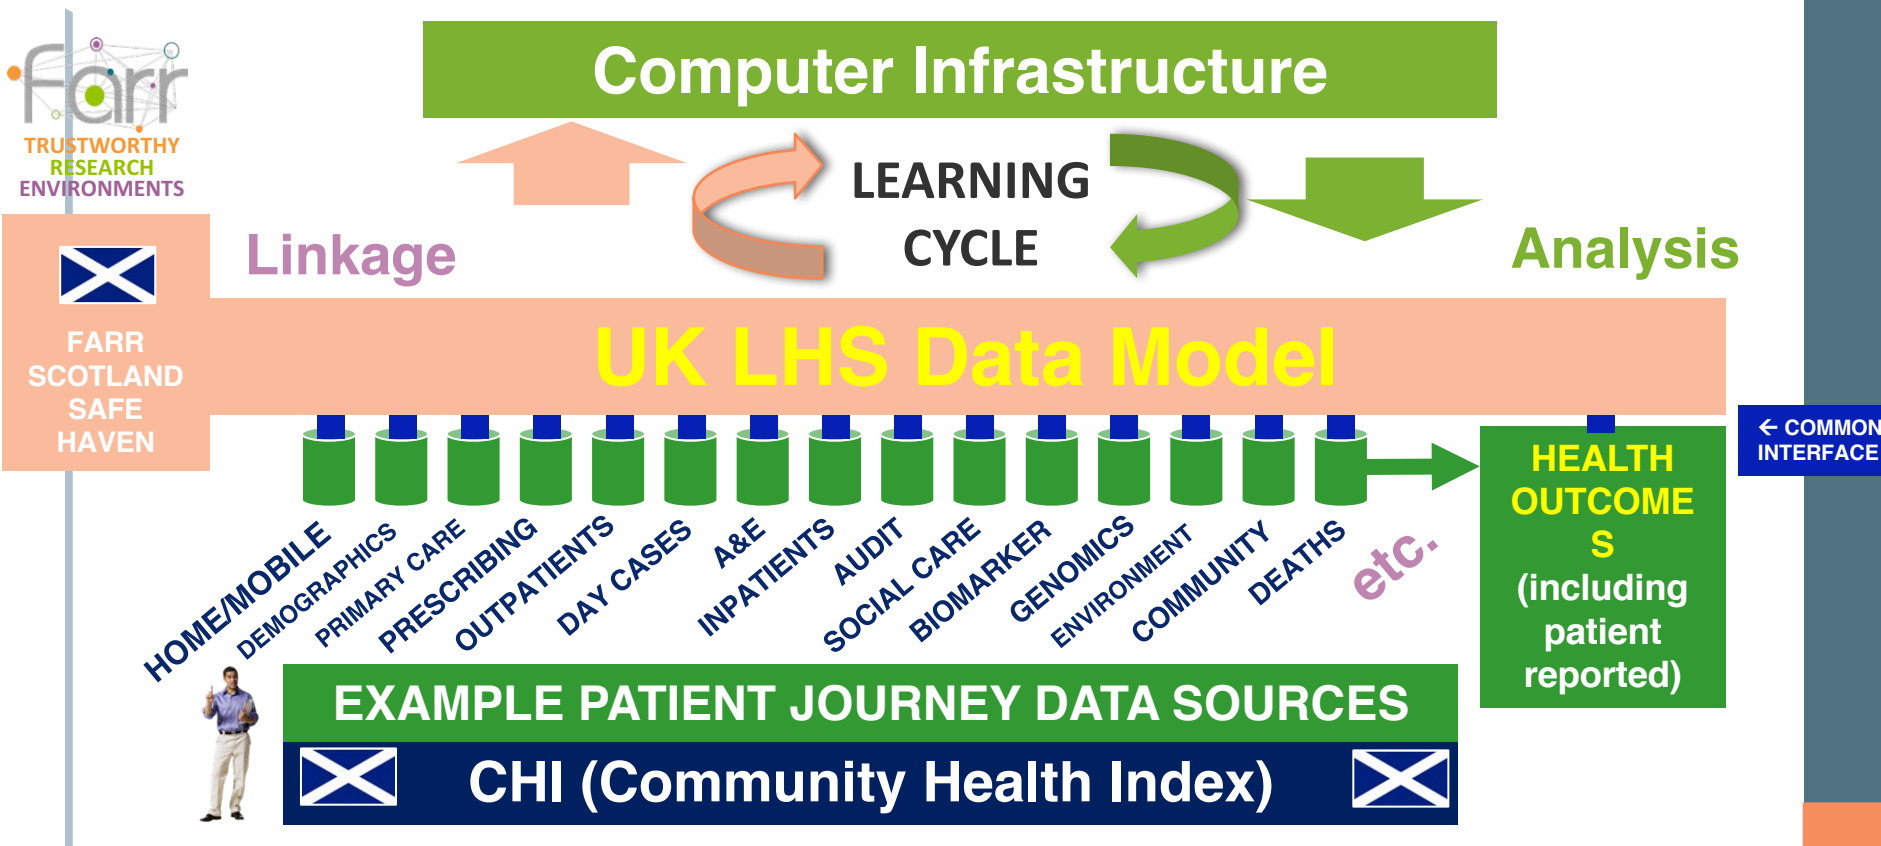 farr
TRUSTWORTHY
RESEARCH
ENVIRONMENTS
Computer Infrastructure
LEARNING
CYCLE
Linkage
Analysis
FARR
SCOTLAND
SAFE
HAVEN
UK LHS Data Model
← COMMON
INTERFACE
HOME/MOBILE
DEMOGRAPHICS
PRIMARY CARE
PRESCRIBING
OUTPATIENTS
DAY CASES
A&E
INPATIENTS
AUDIT
SOCIAL CARE
BIOMARKER
GENOMICS
ENVIRONMENT
COMMUNITY
DEATHS
etc.
HEALTH
OUTCOME
S
(including
patient
reported)
EXAMPLE PATIENT JOURNEY DATA SOURCES
CHI (Community Health Index)